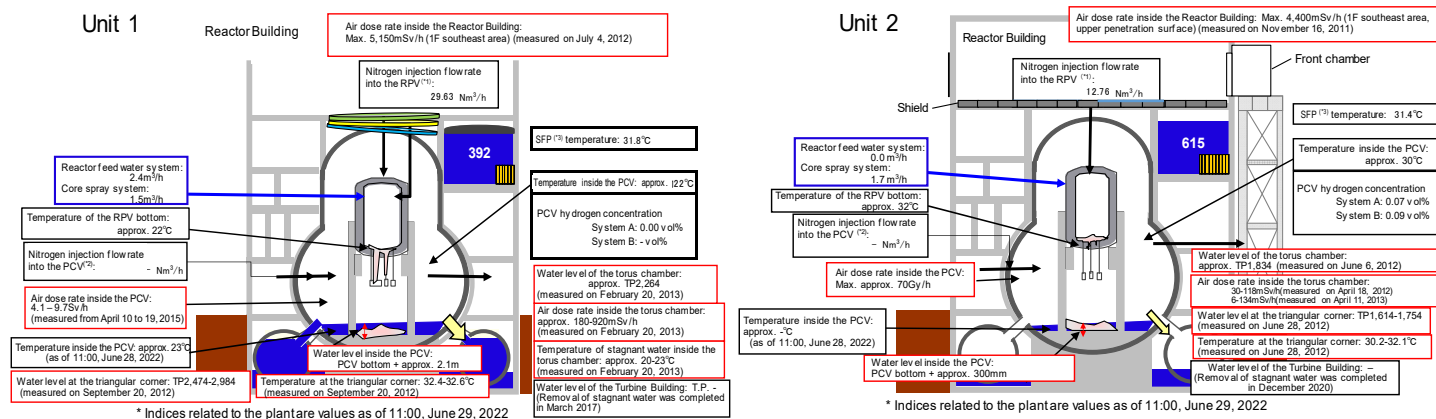 Unit 1
Reactor Building
Air dose rate inside the Reactor Building:
Max. 5,150mSv/h (1F southeast area) (measured on July 4, 2012)
Nitrogen injection flow rate
into the RPV(*1):
29.63 Nm3/h
392
SFP(*3) temperature: 31.8℃
Reactor feed water system:
2.4m3/h
Core spray system:
1.5m3/h
Temperature inside the PCV: approx. |22℃
PCV hydrogen concentration
System A: 0.00 vol%
System B: - vol%
Temperature of the RPV bottom:
approx. 22℃
Nitrogen injection flow rate
into the PCV(*2):
- Nm3/h
Air dose rate inside the PCV:
4.1–9.7Sv/h
(measured from April 10 to 19, 2015)
Water level of the torus chamber:
approx. TP2,264
(measured on February 20, 2013)
Air dose rate inside the torus chamber:
approx. 180-920mSv/h
(measured on February 20, 2013)
Temperature of stagnant water inside the
torus chamber: approx. 20-23℃
(measured on February 20, 2013)
Temperature inside the PCV: approx. 23℃
(as of 11:00, June 28, 2022)
Water level inside the PCV:
PCV bottom + approx. 2.1m
Water level at the triangular corner: TP2,474-2,984
(measured on September 20, 2012)
Temperature at the triangular corner: 32.4-32.6℃
(measured on September 20, 2012)
Water level of the Turbine Building: T.P. -
(Removal of stagnant water was completed
in March 2017)
* Indices related to the plant are values as of 11:00, June 29, 2022
Unit 2
Reactor Building
Air dose rate inside the Reactor Building: Max. 4,400mSv/h (1F southeast area,
upper penetration surface) (measured on November 16, 2011)
Front chamber
Nitrogen injection flow rate
into the RPV(*1):
12.76 Nm3/h
Shield
SFP(*3) temperature: 31.4℃
615
Reactor feed water system:
0.0 m3/h
Core spray system:
1.7 m3/h
Temperature inside the PCV:
approx. 30℃
PCV hydrogen concentration
System A: 0.07 vol%
System B: 0.09 vol%
Temperature of the RPV bottom:
approx. 32℃
Nitrogen injection flow rate
into the PCV(*2):
- Nm3/h
Air dose rate inside the PCV:
Max. approx. 70Gy/h
Water level of the torus chamber:
approx. TP1,834 (measured on June 6, 2012)
Air dose rate inside the torus chamber:
30-118mSv/h(measured on April 18, 2012)
6-134mSv/h(measured on April 11, 2013)
Water level at the triangular corner: TP1,614-1,754
(measured on June 28, 2012)
Temperature at the triangular corner: 30.2-32.1℃
(measured on June 28, 2012)
Temperature inside the PCV:
approx. -℃
(as of 11:00, June 28, 2022)
Water level inside the PCV:
PCV bottom + approx. 300mm
Water level of the Turbine Building: –
(Removal of stagnant water was completed
in December 2020)
* Indices related to the plant are values as of 11:00, June 29, 2022